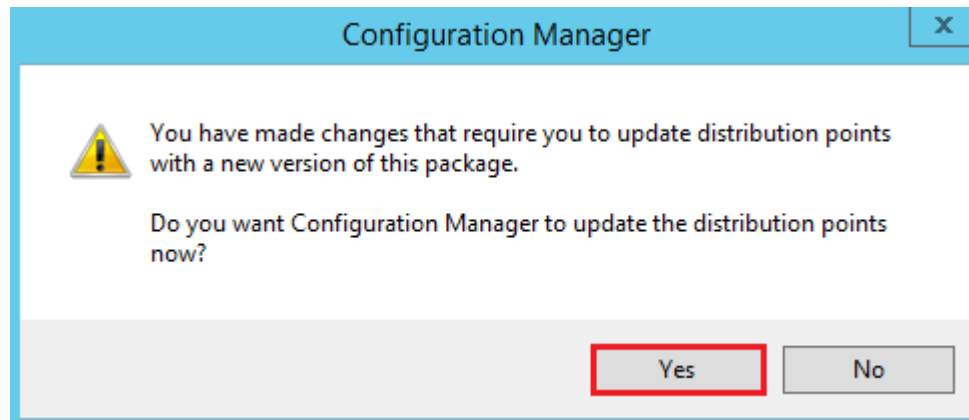 Configuration Manager
x
You have made changes that require you to update distribution points
with a new version of this package.
Do you want Configuration Manager to update the distribution points
now?
Yes
No